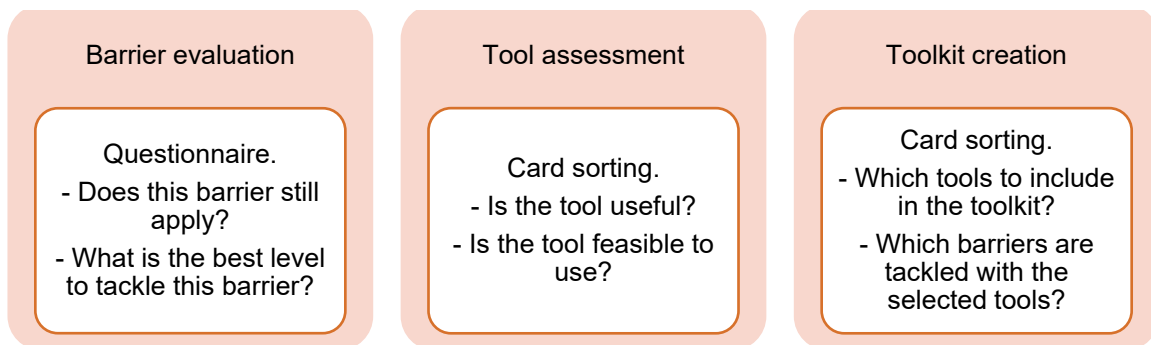 Barrier evaluation
Questionnaire.
- Does this barrier still
apply?
- What is the best level
to tackle this barrier?
Tool assessment
Card sorting.
- Is the tool useful?
- Is the tool feasible to
use?
Toolkit creation
Card sorting.
- Which tools to include
in the toolkit?
- Which barriers are
tackled with the
selected tools?